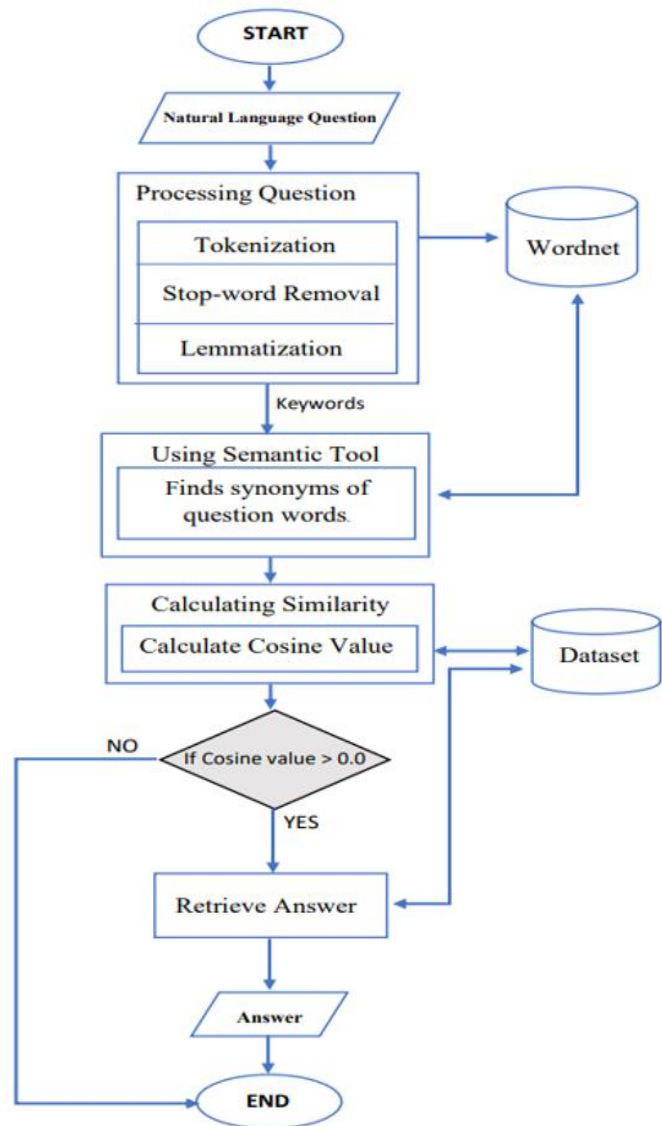 START
Natural Language Question
Processing Question
Tokenization
Wordnet
Stop-word Removal
Lemmatization
Keywords
Using Semantic Tool
Finds synonyms of
question words.
Calculating Similarity
Calculate Cosine Value
Dataset
NO
If Cosine value > 0.0
YES
Retrieve Answer
Answer
END